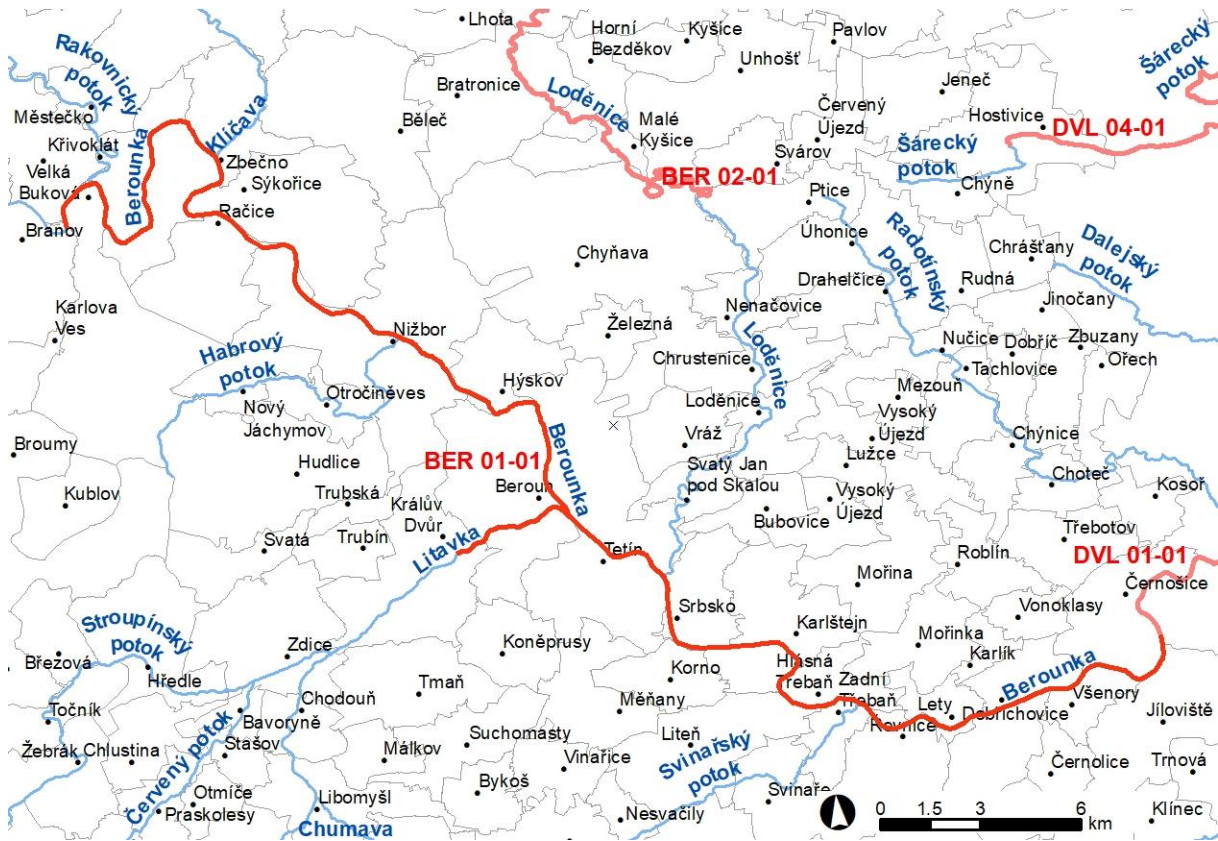 Lhota
Horní
Bezděkov
Kyšice
Pavlov
Unhošť
Rakovnický
potok
Bratronice
Loděnice
Jeneč
Šárecký
potok
Městečko
Klíčava
Běleč
Malé
Kyšice
Červený
Újezd
Hostivice
DVL 04-01
Křivoklát
Velká
Buková
Berounka
Zbečno
Sýkořice
BER 02-01
Svárov
Šárecký
potok
Chýně
Ptice
Branov
Račice
Úhonice
Radotínský
potok
Chrášťany
Dalejský
potok
Chyňava
Drahelčice
Rudná
Jinočany
Karlova
Ves
Nižbor
Železná
Nenačovice
Loděnice
Nučice
Dobříč
Zbuzany
Ořech
Habrový
potok
Chrustenice
Tachlovice
Hýskov
Mezouň
Otročiněves
Nový
Jáchymov
Loděnice
Vysoký
Újezd
Broumy
Berounka
Vráž
Chýnice
BER 01-01
Hudlice
Lužce
Svatý Jan
pod Skalou
Choteč
Kublov
Trubská
Králův
Dvůr
Beroun
Vysoký
Újezd
Kosoř
Bubovice
Svatá
Trubín
Litavka
Tetín
Třebotov
Roblín
DVL 01-01
Mořina
Černošice
Srbsko
Vonoklasy
Stroupínský
potok
Karlštejn
Mořinka
Březová
Zdice
Koněprusy
Karlík
Hředle
Korno
Hlásná
Třebaň
Zadní
Třebaň
Berounka
Točník
Chodouň
Tmaň
Měňany
Všenory
Bavoryně
Lety
Dobřichovice
Jíloviště
Žebrák
Chlustina
Stašov
Suchomasty
Liteň
Řevnice
Málkov
Vinařice
Svinařský
potok
Černolice
Trnová
Červený potok
Bykoš
Otmíče
Praskolesy
Libomyšl
Svinaře
Nesvačily
Klínec
Chumava
0 1.5 3 6
km